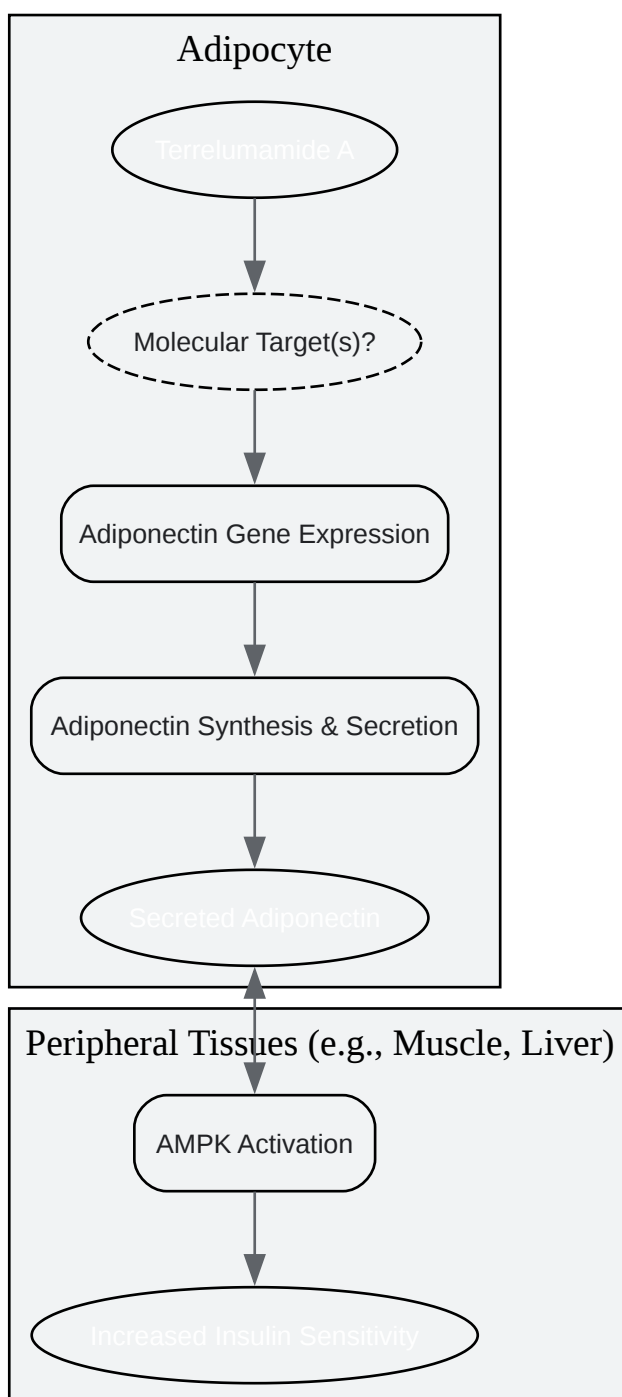 Adipocyte
Terrelumamide A
Molecular Target(s)?
Adiponectin Gene Expression
Adiponectin Synthesis & Secretion
Secreted Adiponectin
Peripheral Tissues (e.g., Muscle, Liver)
AMPK Activation
Increased Insulin Sensitivity